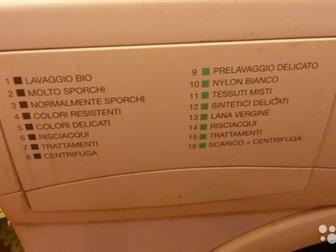 1 LAVAGGIO BIO
2 MOLTO SPORCHI
3 NORMALMENTE SPORCHI
4 COLORI RESISTENTI
5 COLORI DELICATI
6 RISCIACQUI
7 TRATTAMENTI
8 CENTRIFUGA
9 PRELAVAGGIO DELICATO
10 NYLON BIANCO
11 TESSUTI MISTI
12 SINTETICI DELICATI
13 LANA VERGINE
14 RISCIACQUI
15 TRATTAMENTI
16 SCARICO + CENTRIFUGA
Avito